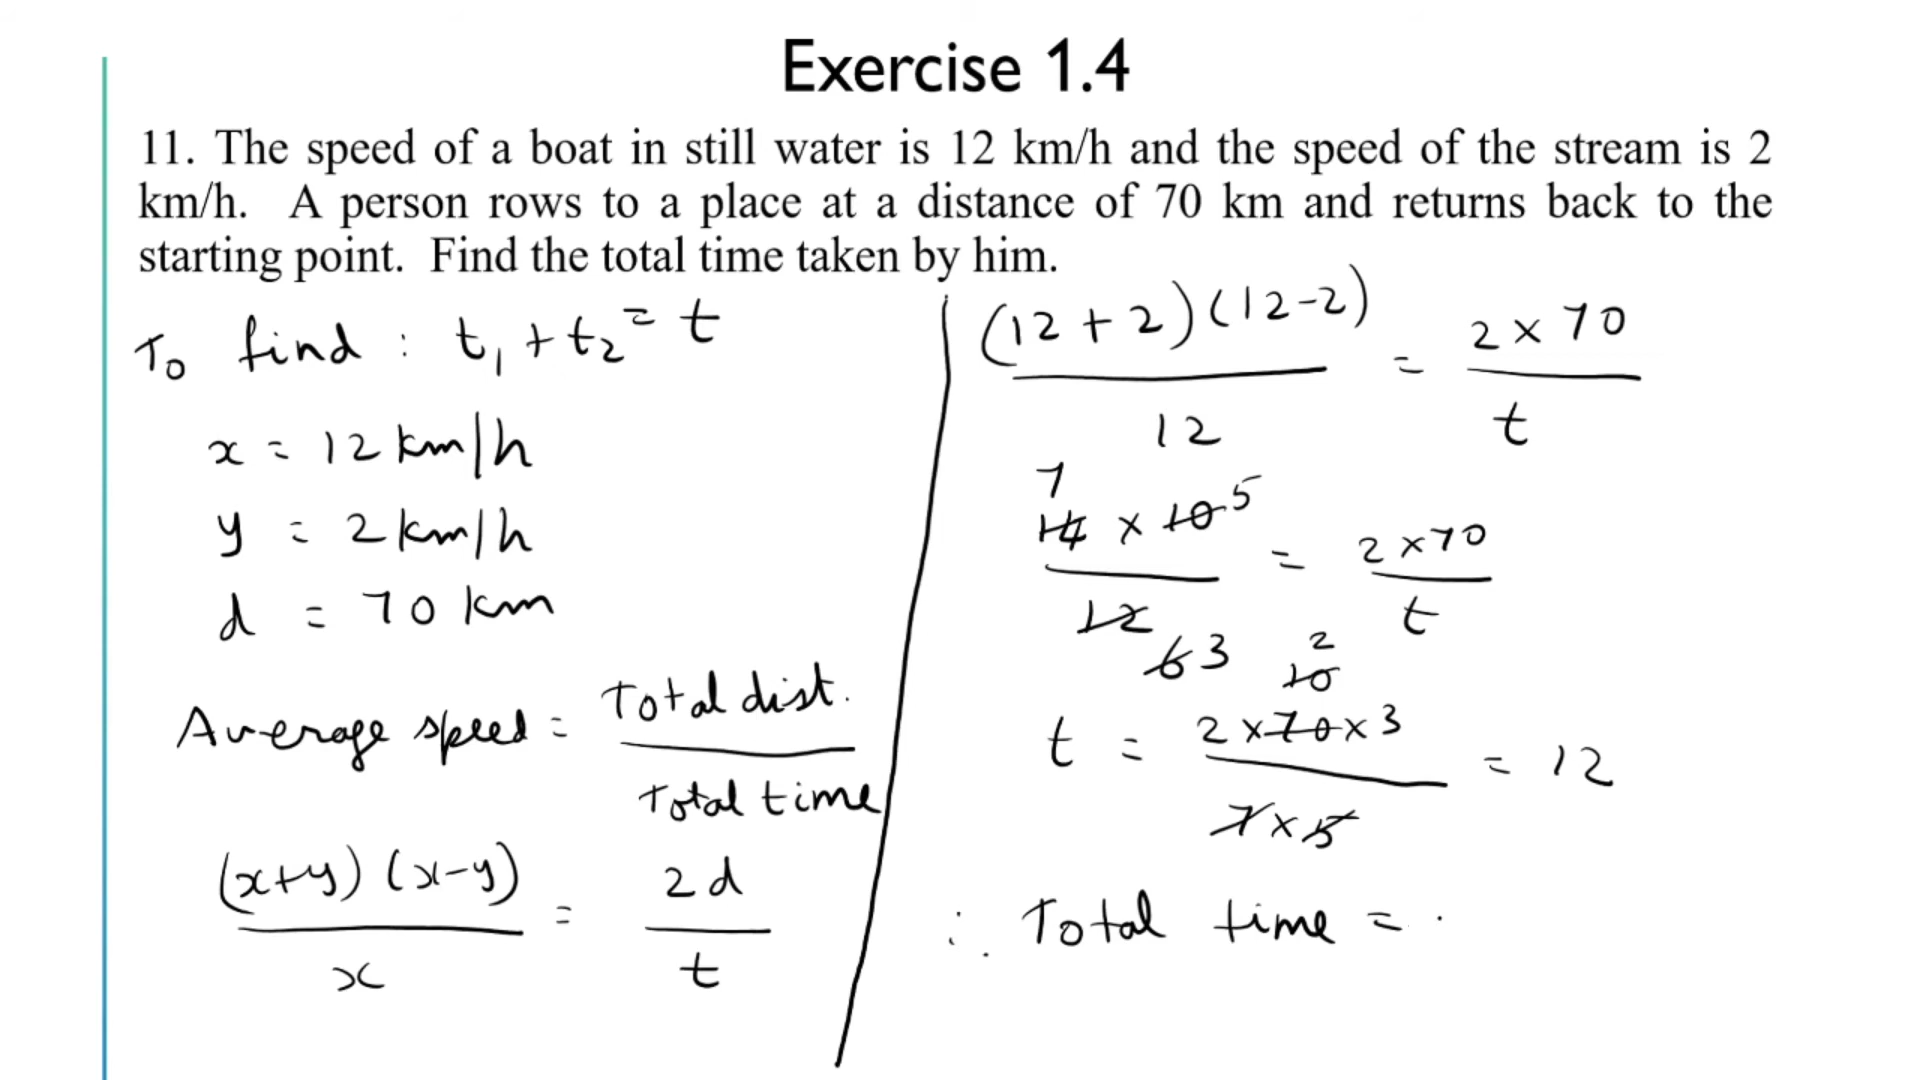 Exercise 1.4
11. The speed of a boat in still water is 12 km/h and the speed of the stream is 2
km/h. A person rows to a place at a distance of 70 km and returns back to the
starting point. Find the total time taken by him.
To find : t₁ + t₂ = t
x = 12 km/h
y = 2 km/h
d = 70 km
Average speed = Total dist.
Total time
(x+y) (x-y) = 2d
x t
(12 + 2) (12-2) = 2 × 70
12 t
7 5
14 × 10 = 2 × 70
12 t
6 3
2
10
t = 2 × 70 × 3 = 12
7 × 5
∴ Total time =